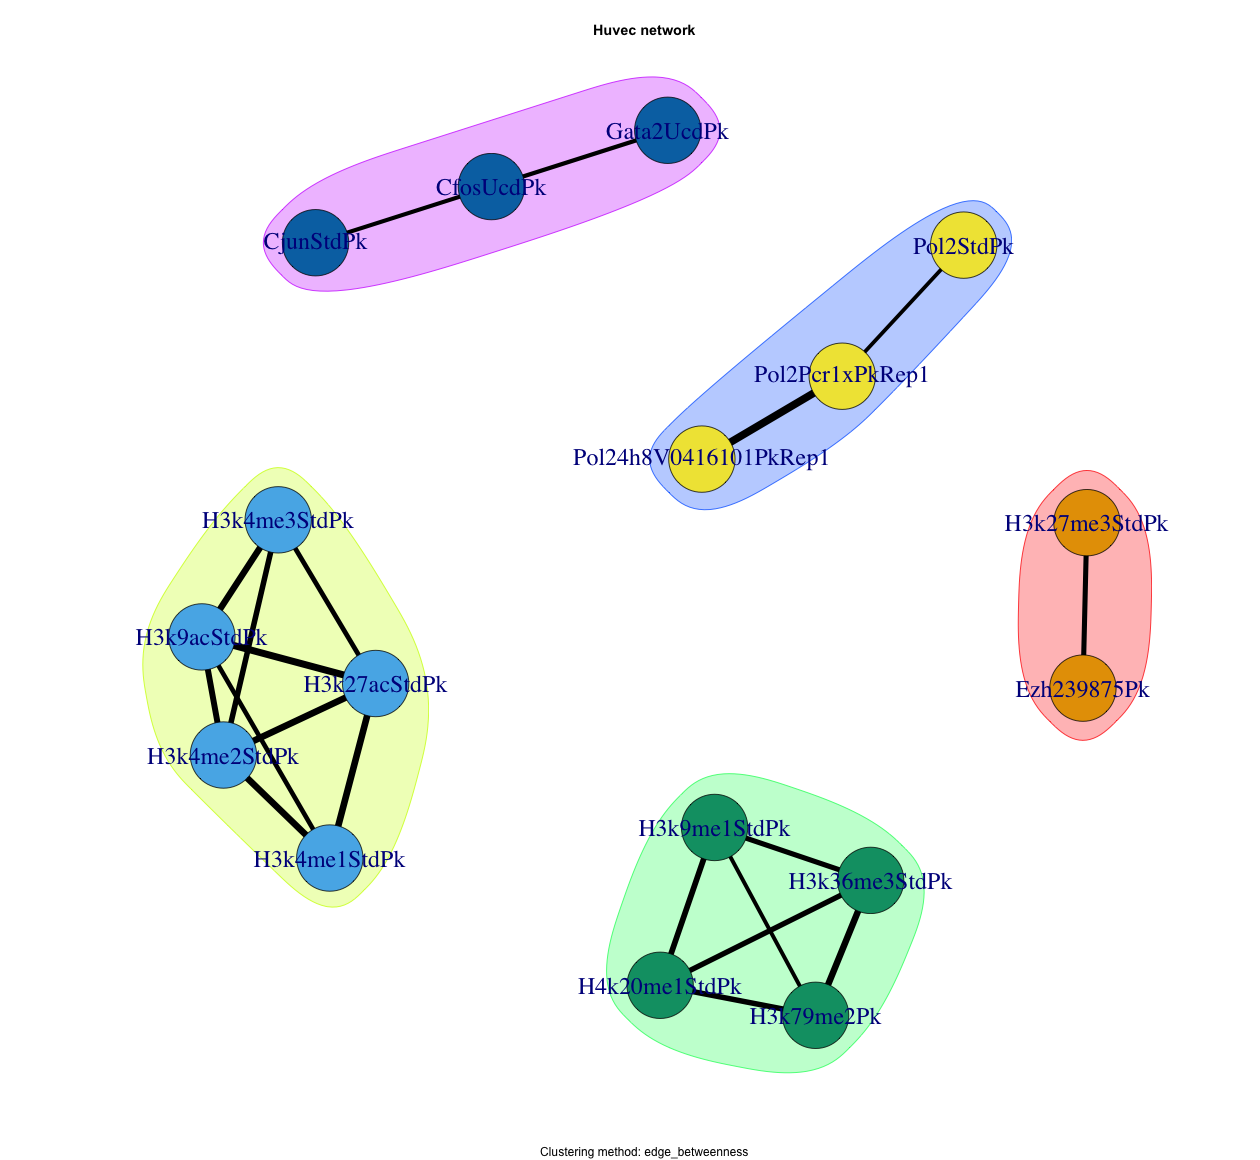 Huvec network
Gata2UcdPk
CfosUcdPk
CjunStdPk
Pol2StdPk
Pol2Pcr1xPkRep1
Pol24h8V0416101PkRep1
H3k4me3StdPk
H3k27me3StdPk
H3k9acStdPk
H3k27acStdPk
Ezh239875Pk
H3k4me2StdPk
H3k4me1StdPk
H3k9me1StdPk
H3k36me3StdPk
H4k20me1StdPk
H3k79me2Pk
Clustering method: edge_betweenness